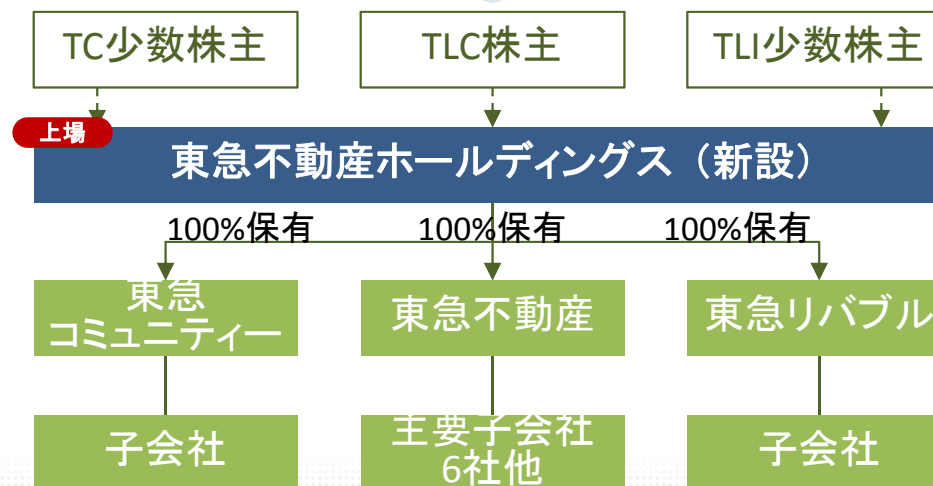 TC少数株主
TLC株主
TLI少数株主
上場
東急不動産ホールディングス（新設）
100%保有
100%保有
100%保有
東急
コミュニティー
東急不動産
東急リバブル
子会社
主要子会社
6社他
子会社